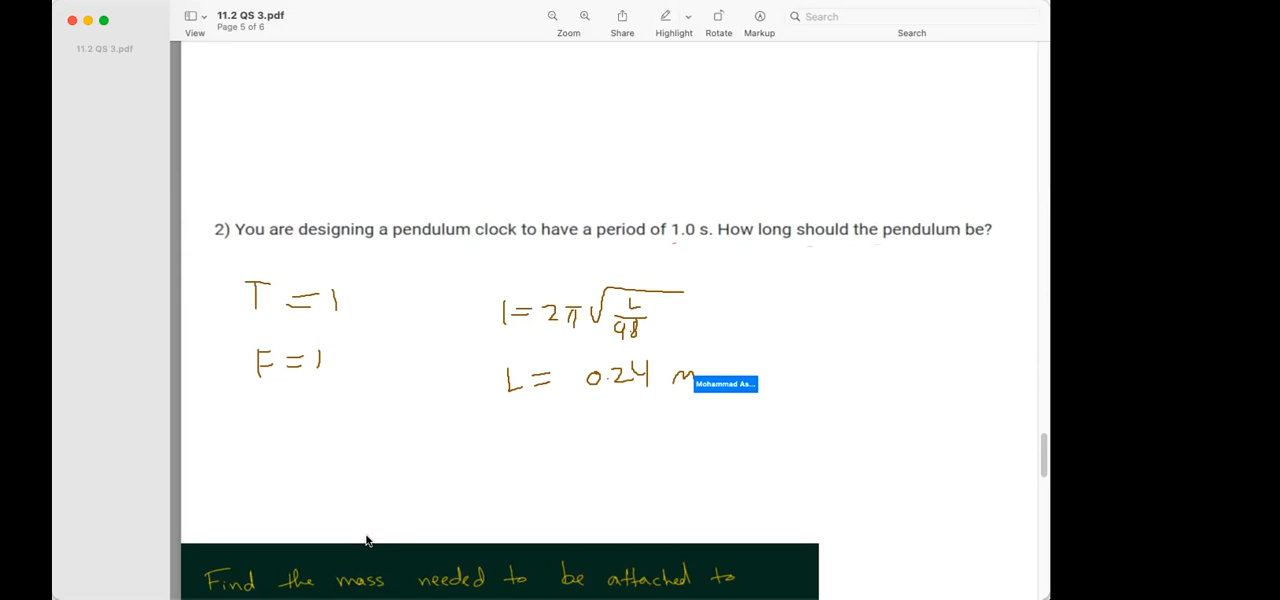 11.2 QS 3.pdf
Page 5 of 6
View
Zoom
Share
Highlight
Rotate
Markup
Search
Search
11.2 QS 3.pdf
2) You are designing a pendulum clock to have a period of 1.0 s. How long should the pendulum be?
T = 1
F = 1
1 = 2π√(L/9.8)
L = 0.24 m
Mohammad As...
Find the mass needed to be attached to